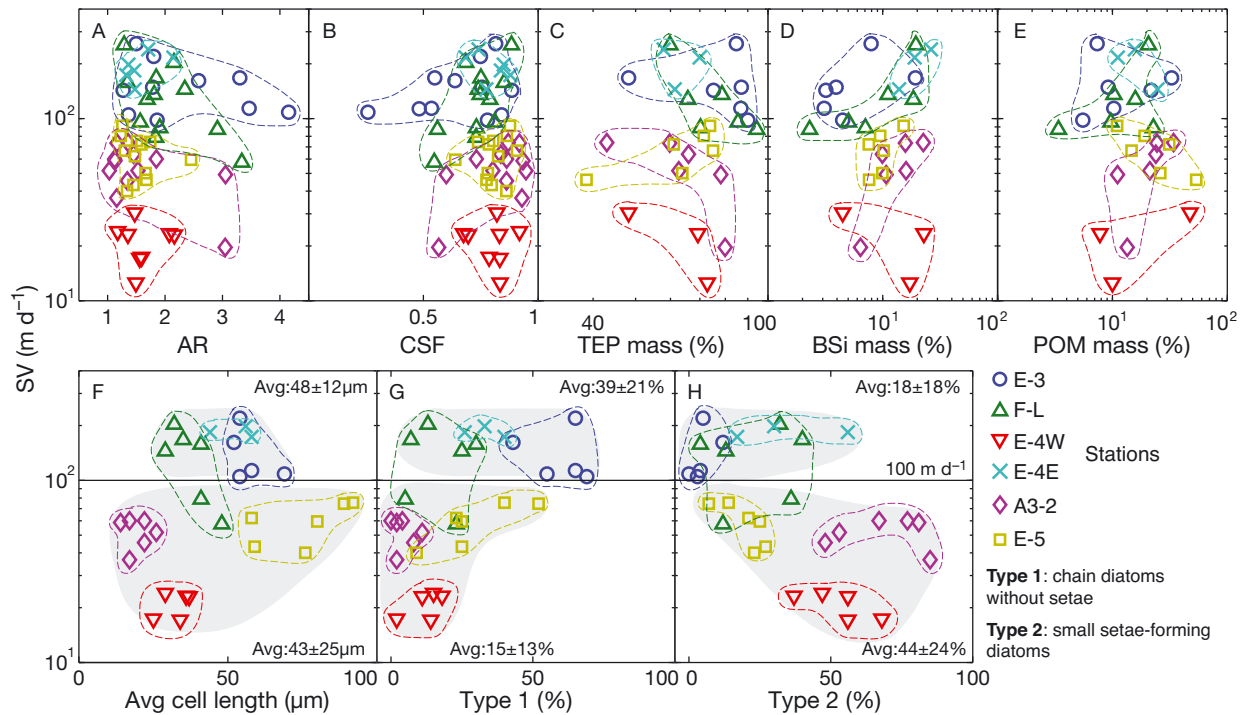 A
B
C
D
E
10²
10¹
SV (m d⁻¹)
1 2 3 4
0.5 1
40 100
10⁰ 10¹ 10²
10⁰ 10¹ 10²
AR
CSF
TEP mass (%)
BSi mass (%)
POM mass (%)
F
Avg:48±12µm
G
Avg:39±21%
H
Avg:18±18%
10²
100 m d⁻¹
10¹
Avg:43±25µm
Avg:15±13%
Avg:44±24%
0 50 100
0 50 100
0 50 100
Avg cell length (µm)
Type 1 (%)
Type 2 (%)
E-3
F-L
E-4W
E-4E
A3-2
E-5
Stations
Type 1: chain diatoms
without setae
Type 2: small setae-forming
diatoms